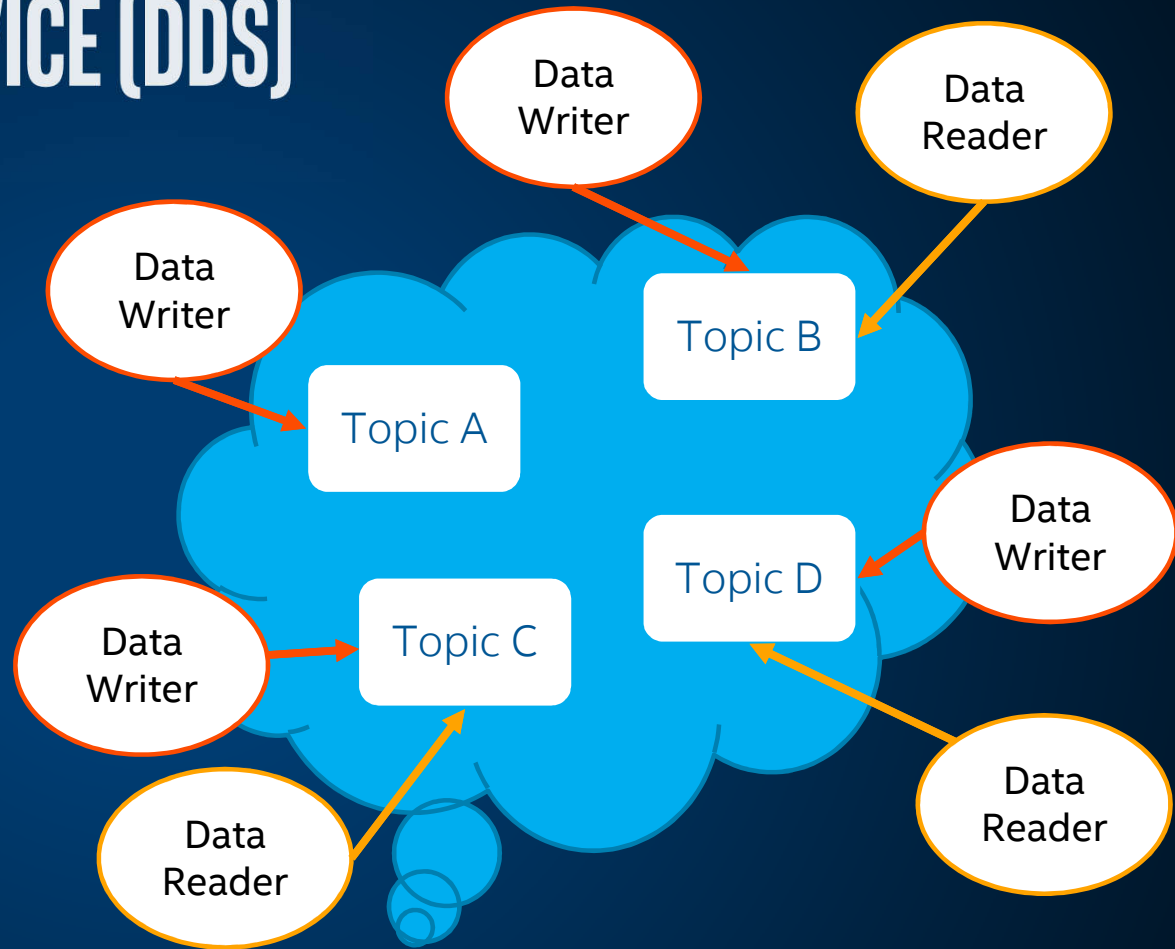 VICE (DDS)
Data
Writer
Data
Reader
Data
Writer
Topic B
Topic A
Data
Writer
Topic D
Topic C
Data
Writer
Data
Reader
Data
Reader